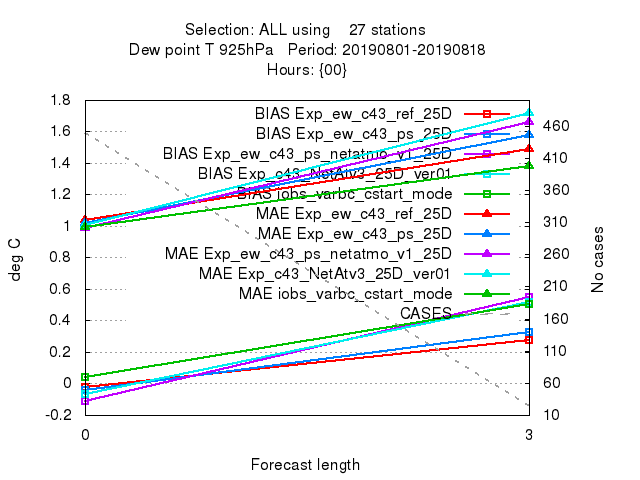 Selection: ALL using 27 stations
Dew point T 925hPa Period: 20190801-20190818
Hours: {00}
1.8
1.6
1.4
1.2
1
0.8
0.6
0.4
0.2
0
-0.2
deg C
BIAS Exp_ew_c43_ref_25D
BIAS Exp_ew_c43_ps_25D
BIAS Exp_ew_c43_ps_netatmo_v1_25D
BIAS Exp_c43_NetAtv3_25D_ver01
BIAS iobs_varbc_cstart_mode
MAE Exp_ew_c43_ref_25D
MAE Exp_ew_c43_ps_25D
MAE Exp_ew_c43_ps_netatmo_v1_25D
MAE Exp_c43_NetAtv3_25D_ver01
MAE iobs_varbc_cstart_mode
CASES
460
410
360
310
260
210
160
110
60
10
No cases
0 3
Forecast length